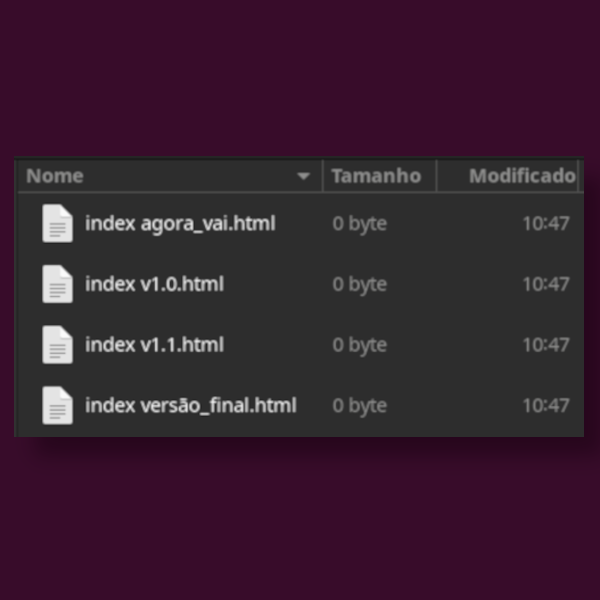 Nome Tamanho Modificado
index agora_vai.html 0 byte 10:47
index v1.0.html 0 byte 10:47
index v1.1.html 0 byte 10:47
index versão_final.html 0 byte 10:47